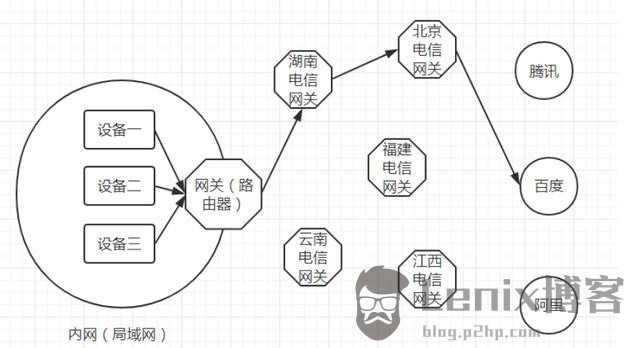 北京
电信
网关
湖南
电信
网关
腾讯
设备一
设备二
设备三
网关（路
由器）
福建
电信
网关
百度
云南
电信
网关
江西
电信
网关
阿里
Lenix博客
blog.p2hp.com
内网（局域网）